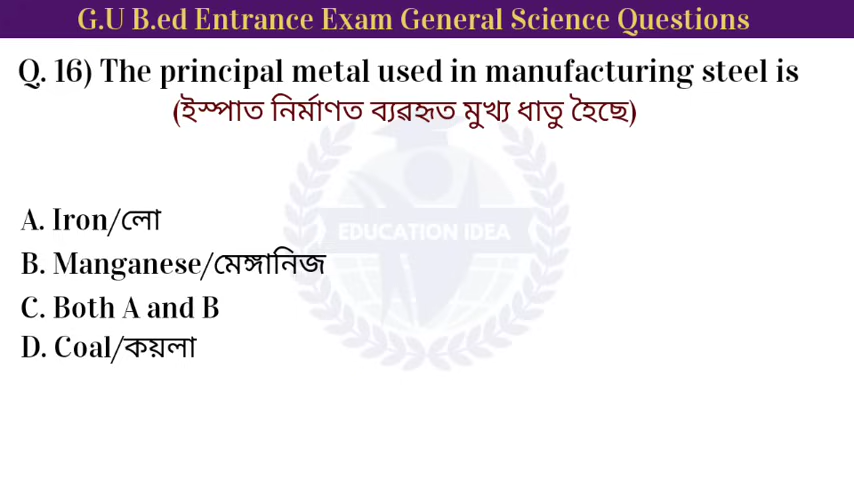 G.U B.ed Entrance Exam General Science Questions
Q. 16) The principal metal used in manufacturing steel is
(ইস্পাত নিৰ্মাণত ব্যৱহৃত মুখ্য ধাতু হৈছে)
A. Iron/লো
EDUCATION IDEA
B. Manganese/মেঙ্গানিজ
C. Both A and B
D. Coal/কয়লা